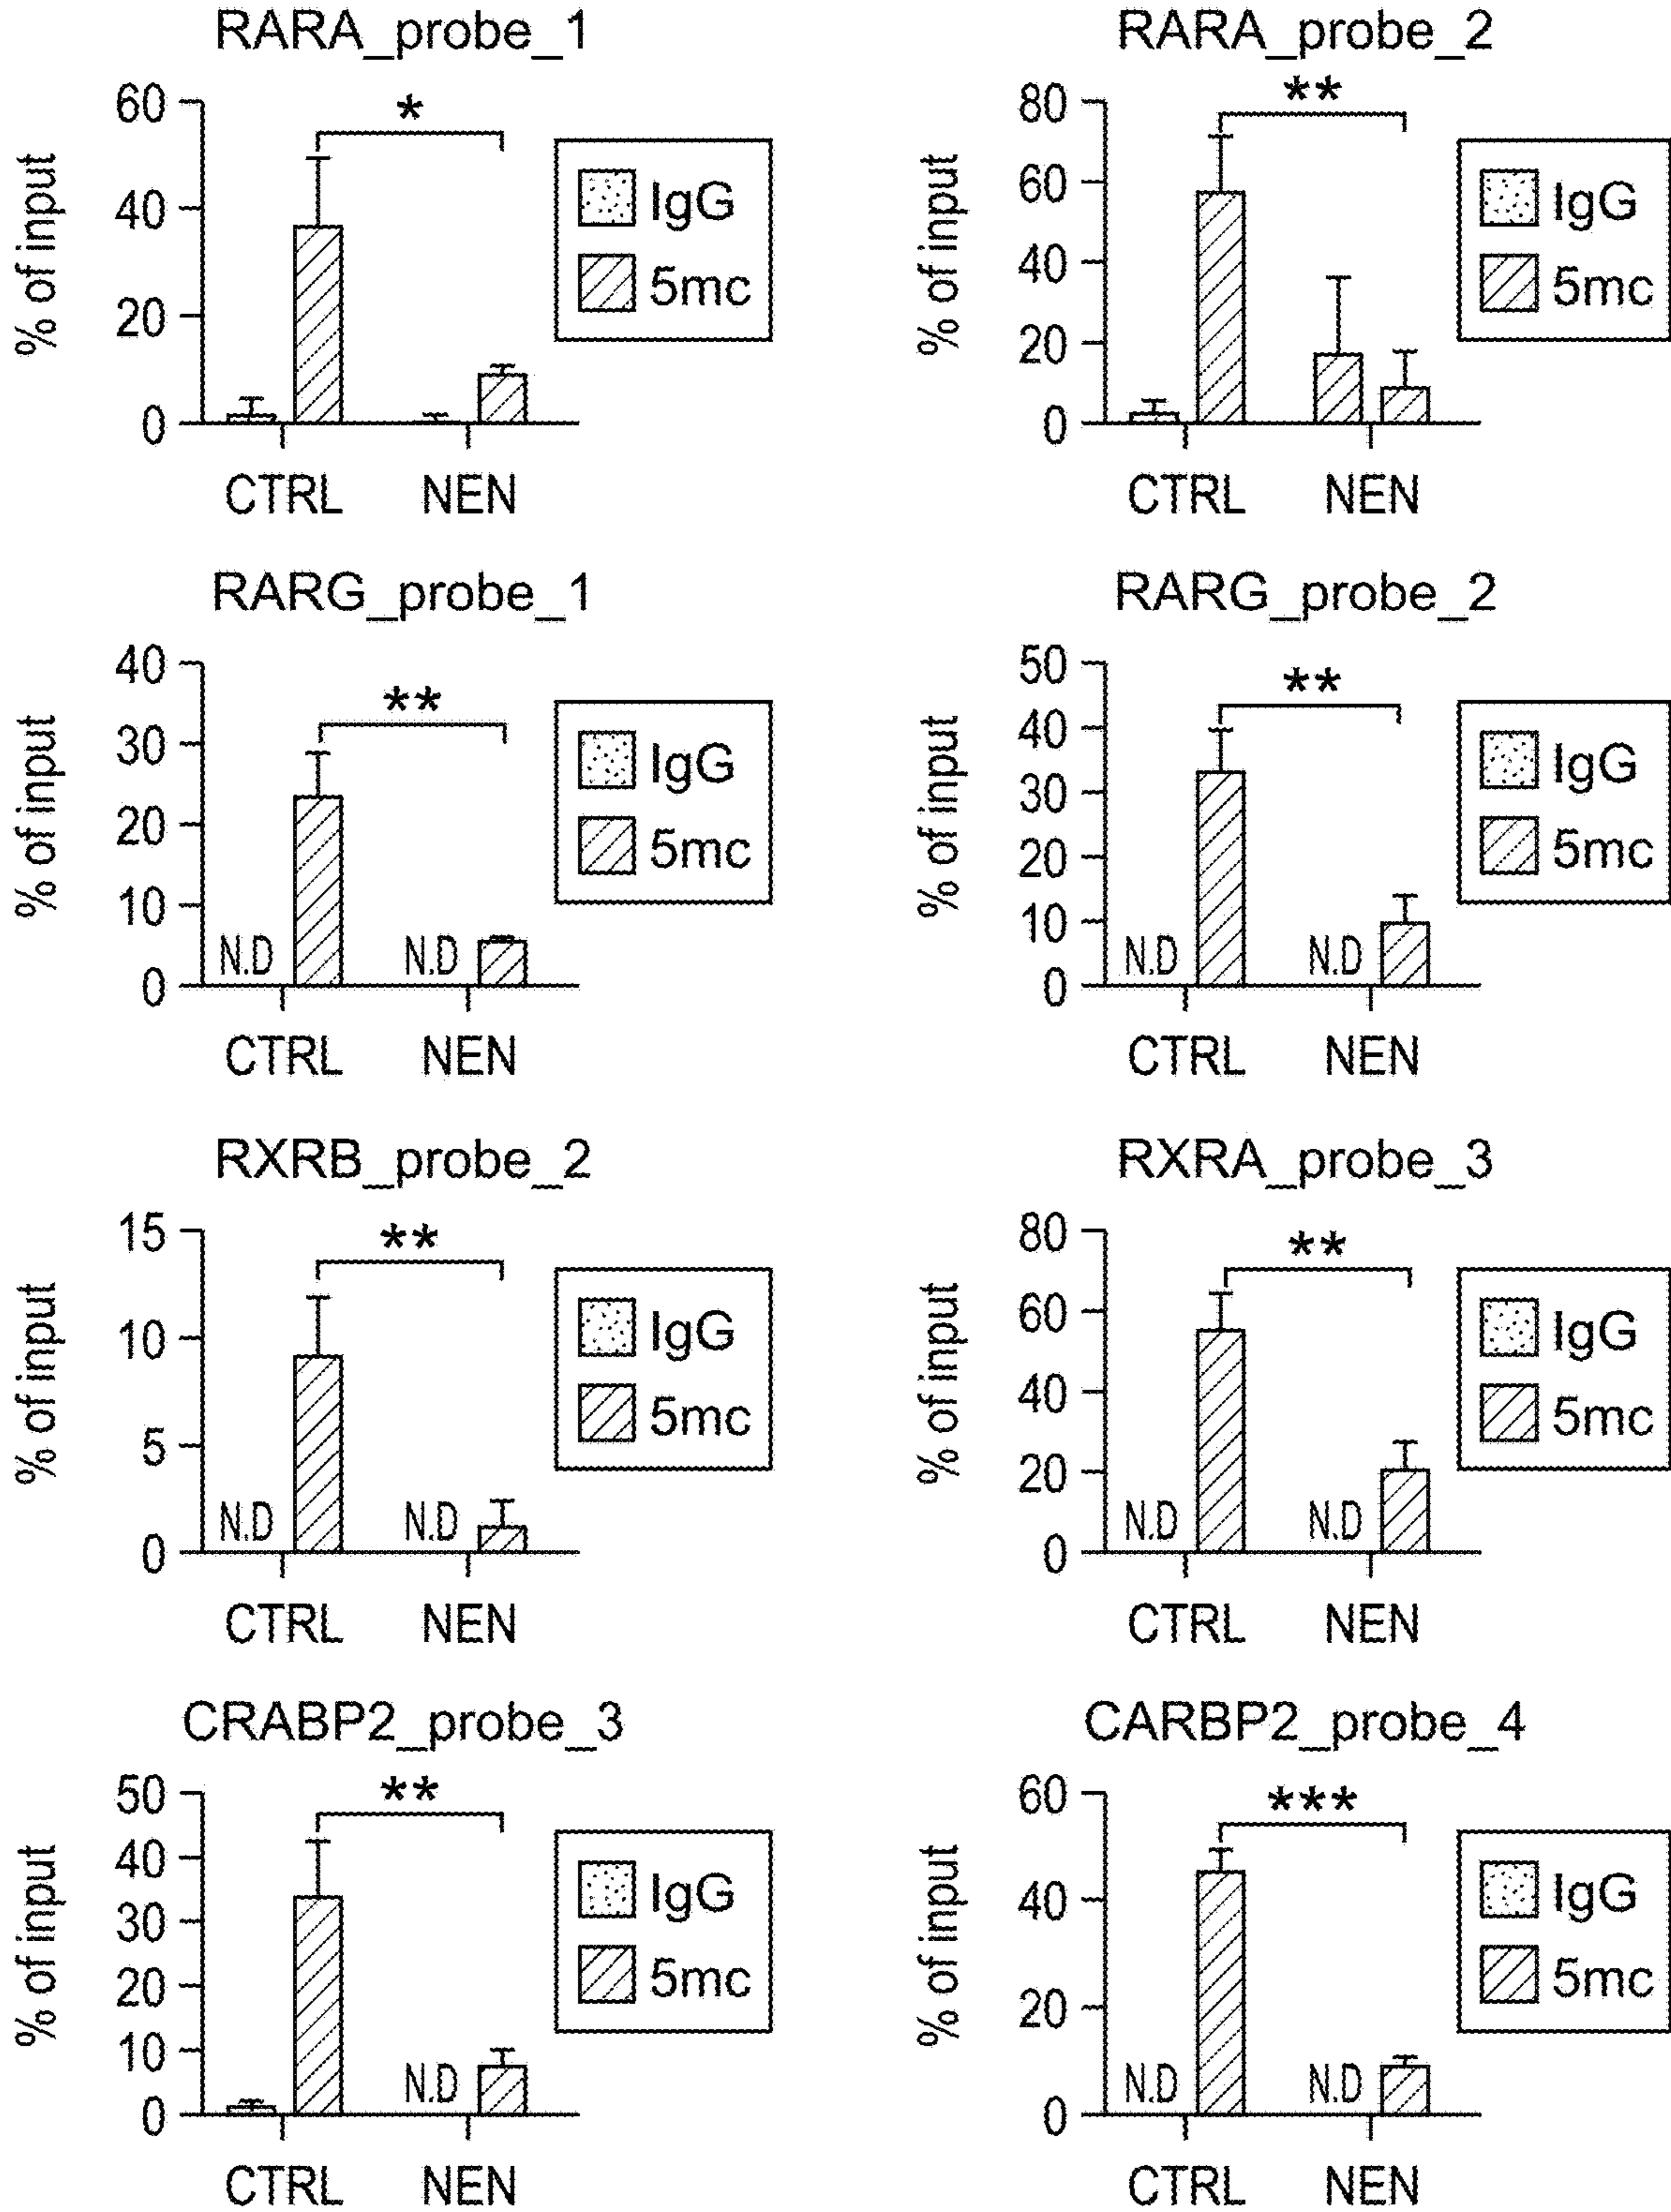 RARA_probe_1
60
40
20
0
% of input
*
IgG
5mc
CTRL NEN
RARA_probe_2
80
60
40
20
0
% of input
**
IgG
5mc
CTRL NEN
RARG_probe_1
40
30
20
10
0
% of input
**
N.D N.D
IgG
5mc
CTRL NEN
RARG_probe_2
50
40
30
20
10
0
% of input
**
N.D N.D
IgG
5mc
CTRL NEN
RXRB_probe_2
15
10
5
0
% of input
**
N.D N.D
IgG
5mc
CTRL NEN
RXRA_probe_3
80
60
40
20
0
% of input
**
N.D N.D
IgG
5mc
CTRL NEN
CRABP2_probe_3
50
40
30
20
10
0
% of input
**
N.D
IgG
5mc
CTRL NEN
CARBP2_probe_4
60
40
20
0
% of input
***
N.D N.D
IgG
5mc
CTRL NEN